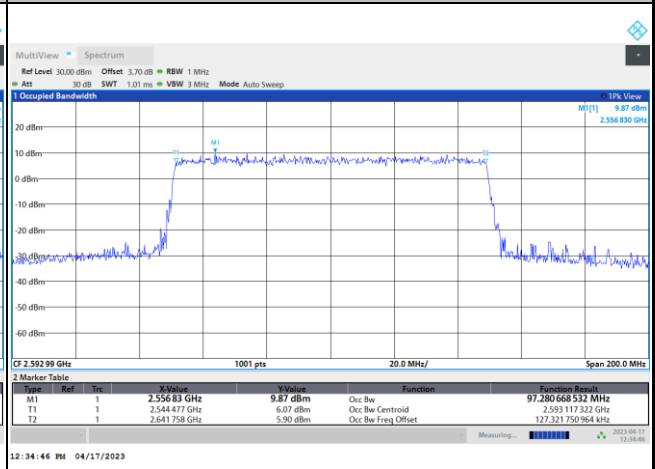 MultiView Spectrum
Ref Level 30.00 dBm Offset 3.70 dB RBW 1 MHz
Att 30 dB SWT 1.01 ms VBW 3 MHz Mode Auto Sweep
1 Occupied Bandwidth 1Pk View
M1[1] 9.87 dBm
2.556 830 GHz
20 dBm
M1
10 dBm
T1 T2
0 dBm
-10 dBm
-20 dBm
-30 dBm
-40 dBm
-50 dBm
-60 dBm
CF 2.592 99 GHz 1001 pts 20.0 MHz/ Span 200.0 MHz
2 Marker Table
Type Ref Trc X-Value Y-Value Function Function Result
M1 1 2.556 83 GHz 9.87 dBm Occ Bw 97.280 668 532 MHz
T1 1 2.544 477 GHz 6.07 dBm Occ Bw Centroid 2.593 117 322 GHz
T2 1 2.641 758 GHz 5.90 dBm Occ Bw Freq Offset 127.321 750 964 kHz
Measuring... 2023-04-17
12:34:46
12:34:46 PM 04/17/2023